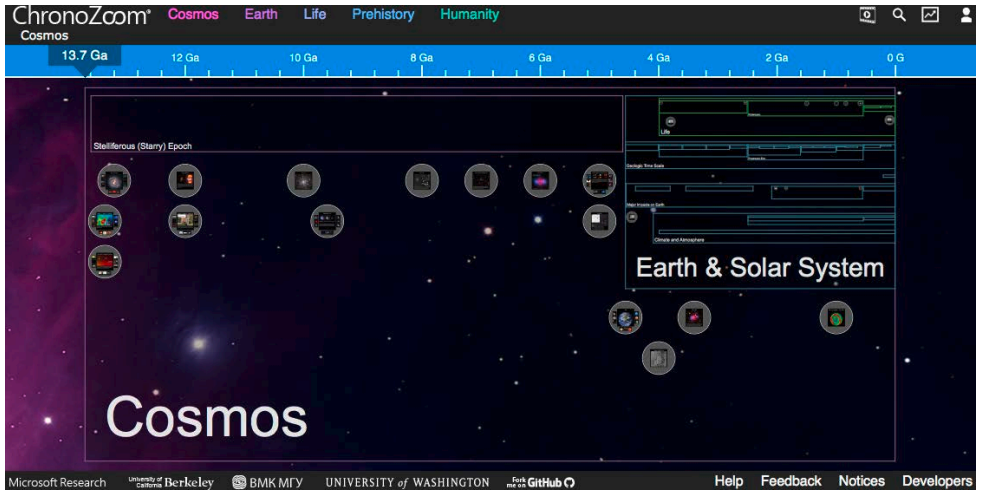 ChronoZoom® Cosmos Earth Life Prehistory Humanity
Cosmos
13.7 Ga 12 Ga 10 Ga 8 Ga 6 Ga 4 Ga 2 Ga 0 G
Stelliferous (Starry) Epoch
Life
Geologic Time Scale
Major Impacts on Earth
Climate and Atmosphere
Earth & Solar System
Cosmos
Microsoft Research University of California Berkeley ВМК МГУ UNIVERSITY of WASHINGTON Fork me on GitHub Help Feedback Notices Developers